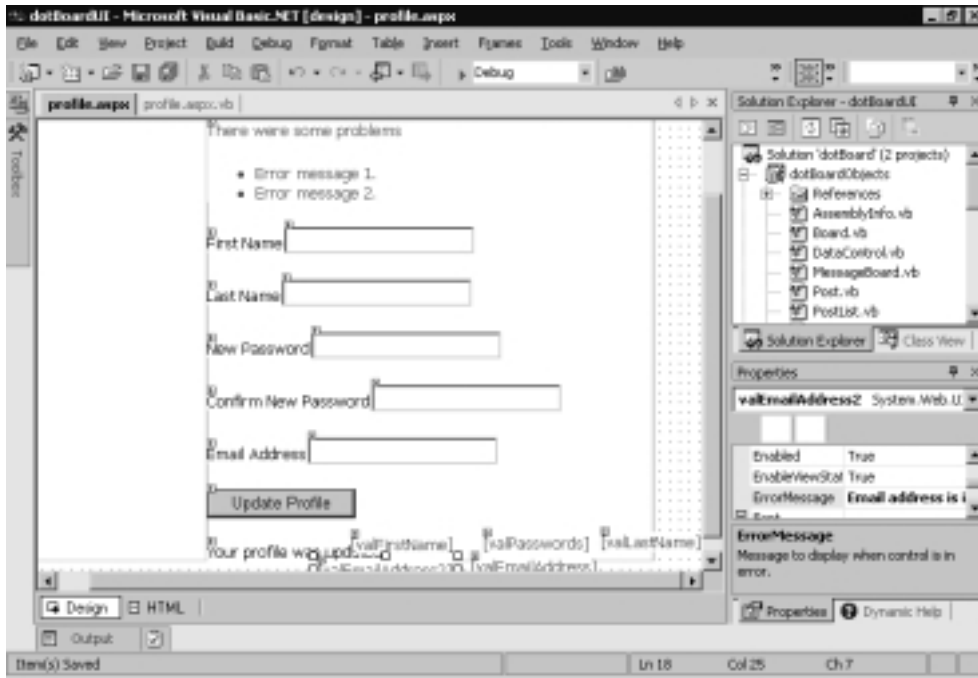 dotBoardUI - Microsoft Visual Basic.NET [design] - profile.aspx
File Edit View Project Build Debug Format Table Insert Frames Tools Window Help
Debug
Toolbox
profile.aspx profile.aspx.vb
There were some problems
• Error message 1.
• Error message 2.
First Name
Last Name
New Password
Confirm New Password
Email Address
Update Profile
Your profile was
[valFirstName] [valPasswords] [valLastName]
[valEmailAddress2] [valEmailAddress]
Design HTML
Output
Item(s) Saved Ln 18 Col 25 Ch 7
Solution Explorer - dotBoardUI
Solution 'dotBoard' (2 projects)
dotBoardObjects
References
AssemblyInfo.vb
Board.vb
DataControl.vb
MessageBoard.vb
Post.vb
PostList.vb
Solution Explorer Class View
Properties
valEmailAddress2 System.Web.U
Enabled True
EnableViewStat True
ErrorMessage Email address is i
Font
ErrorMessage
Message to display when control is in
error.
Properties Dynamic Help